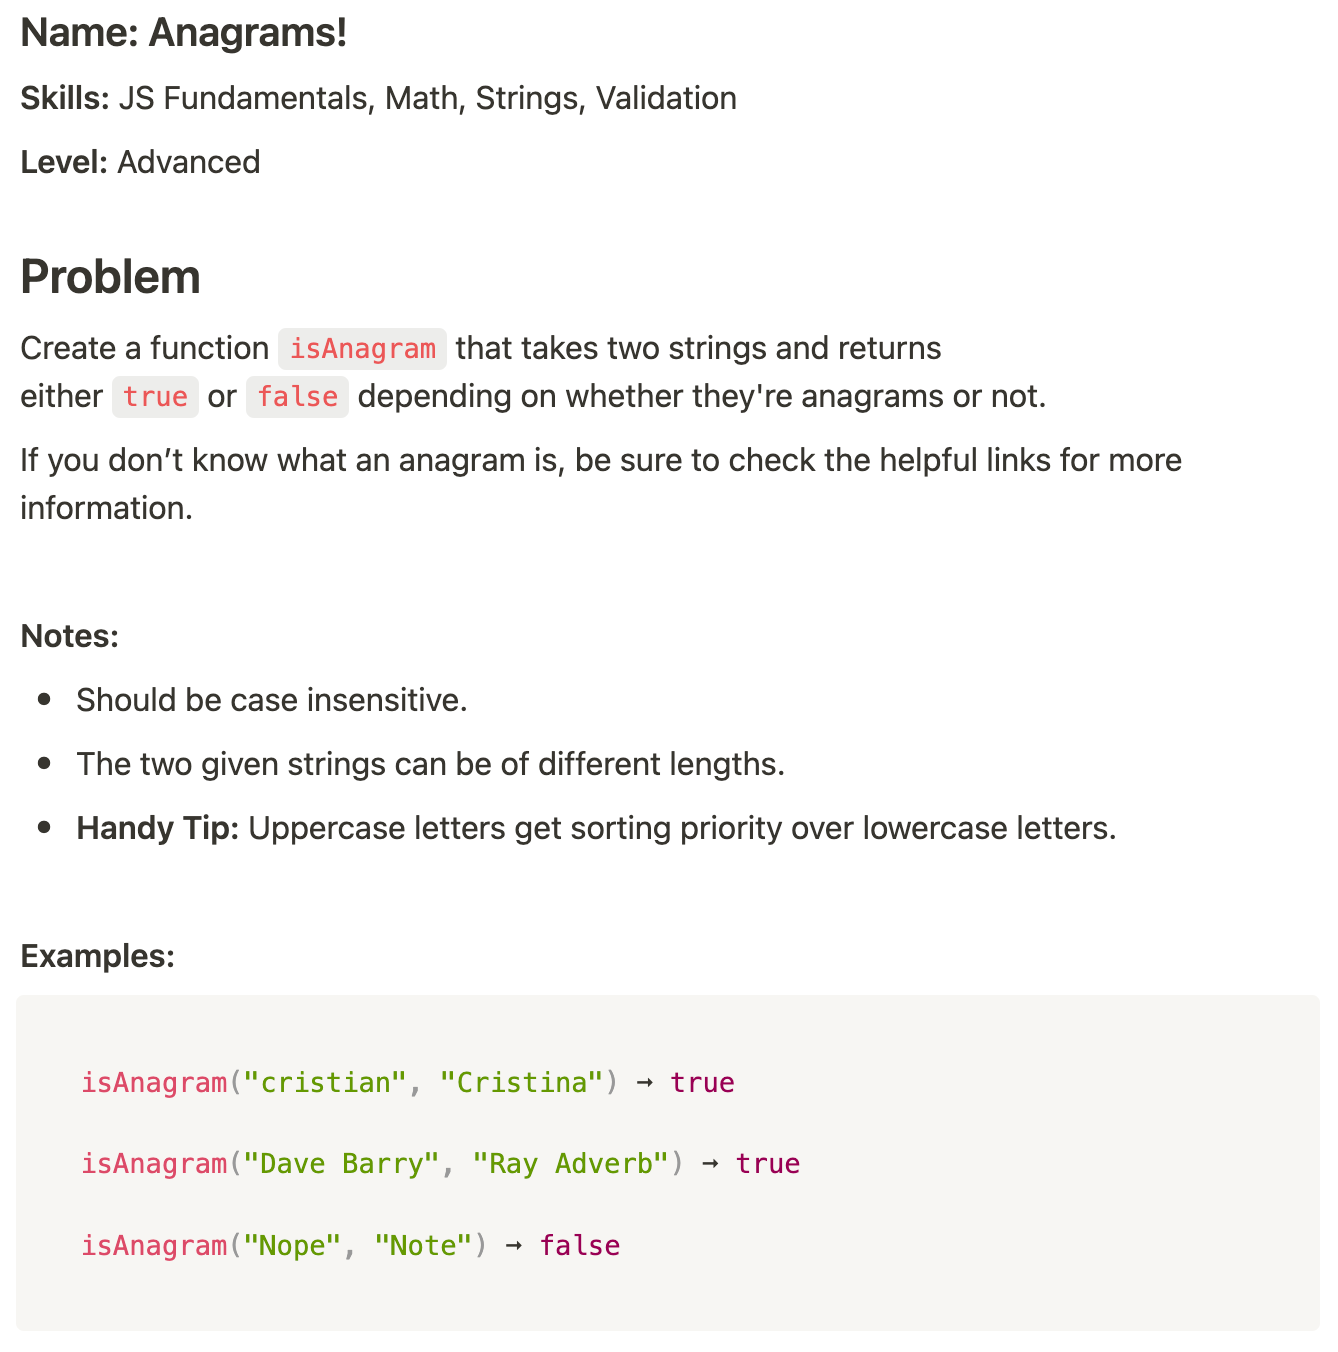 Name: Anagrams!
Skills: JS Fundamentals, Math, Strings, Validation
Level: Advanced
Problem
Create a function isAnagram that takes two strings and returns
either true or false depending on whether they're anagrams or not.
If you don’t know what an anagram is, be sure to check the helpful links for more
information.
Notes:
• Should be case insensitive.
• The two given strings can be of different lengths.
• Handy Tip: Uppercase letters get sorting priority over lowercase letters.
Examples:
isAnagram("cristian", "Cristina") → true
isAnagram("Dave Barry", "Ray Adverb") → true
isAnagram("Nope", "Note") → false